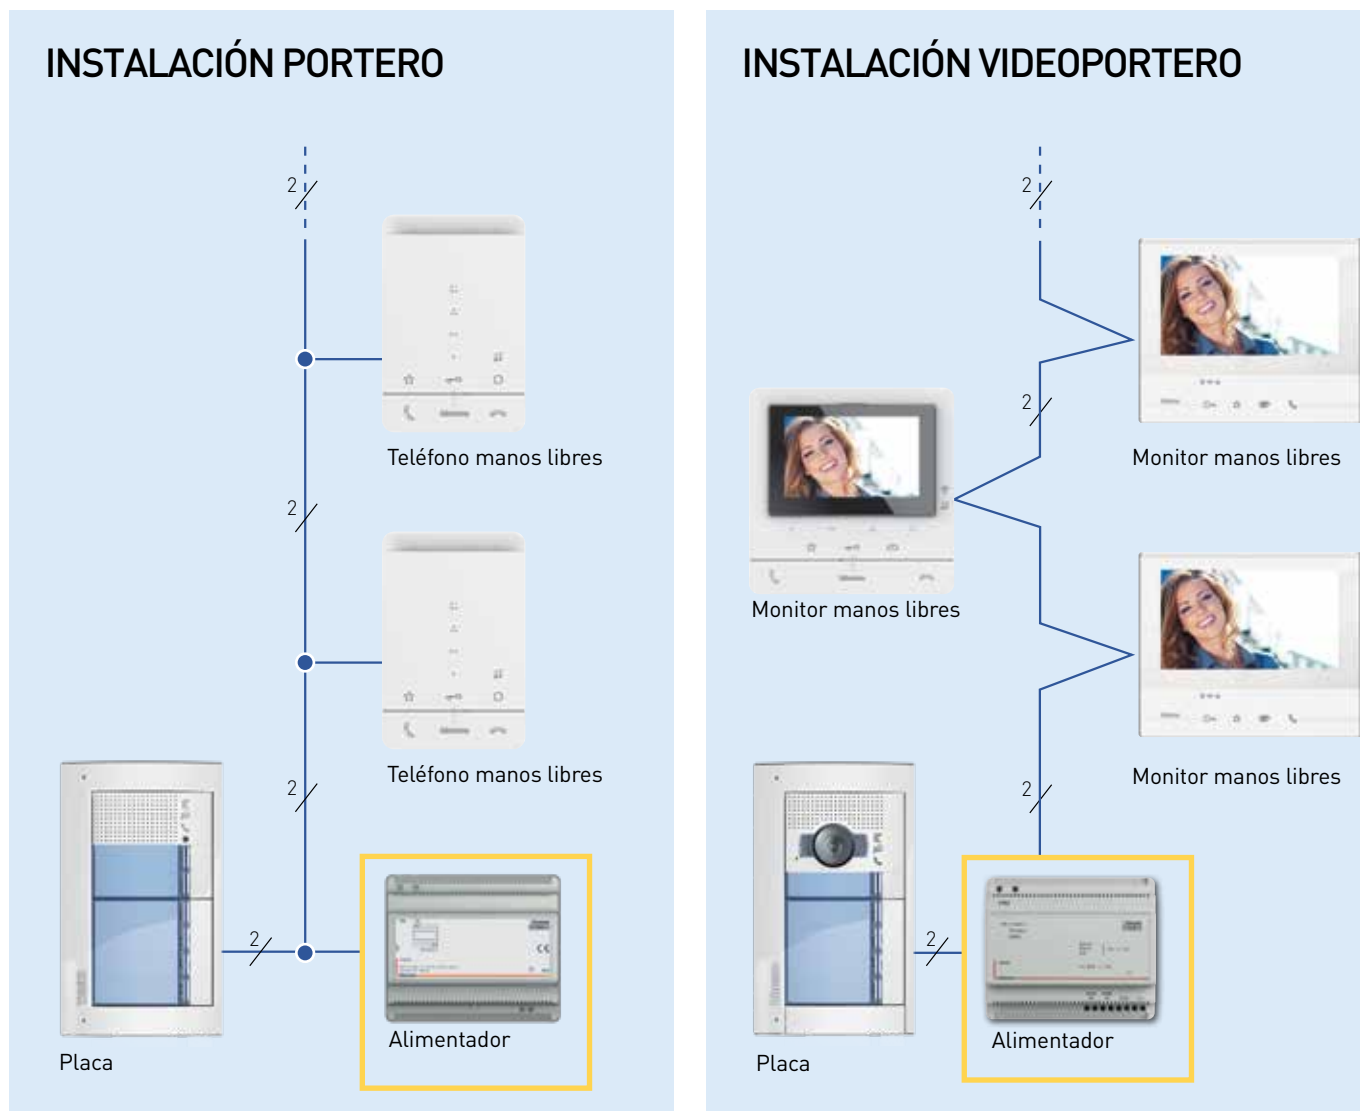 INSTALACIÓN PORTERO
2
Teléfono manos libres
2
Teléfono manos libres
2
2
Placa
Alimentador
INSTALACIÓN VIDEOPORTERO
2
Monitor manos libres
2
Monitor manos libres
Monitor manos libres
2
2
Placa
Alimentador